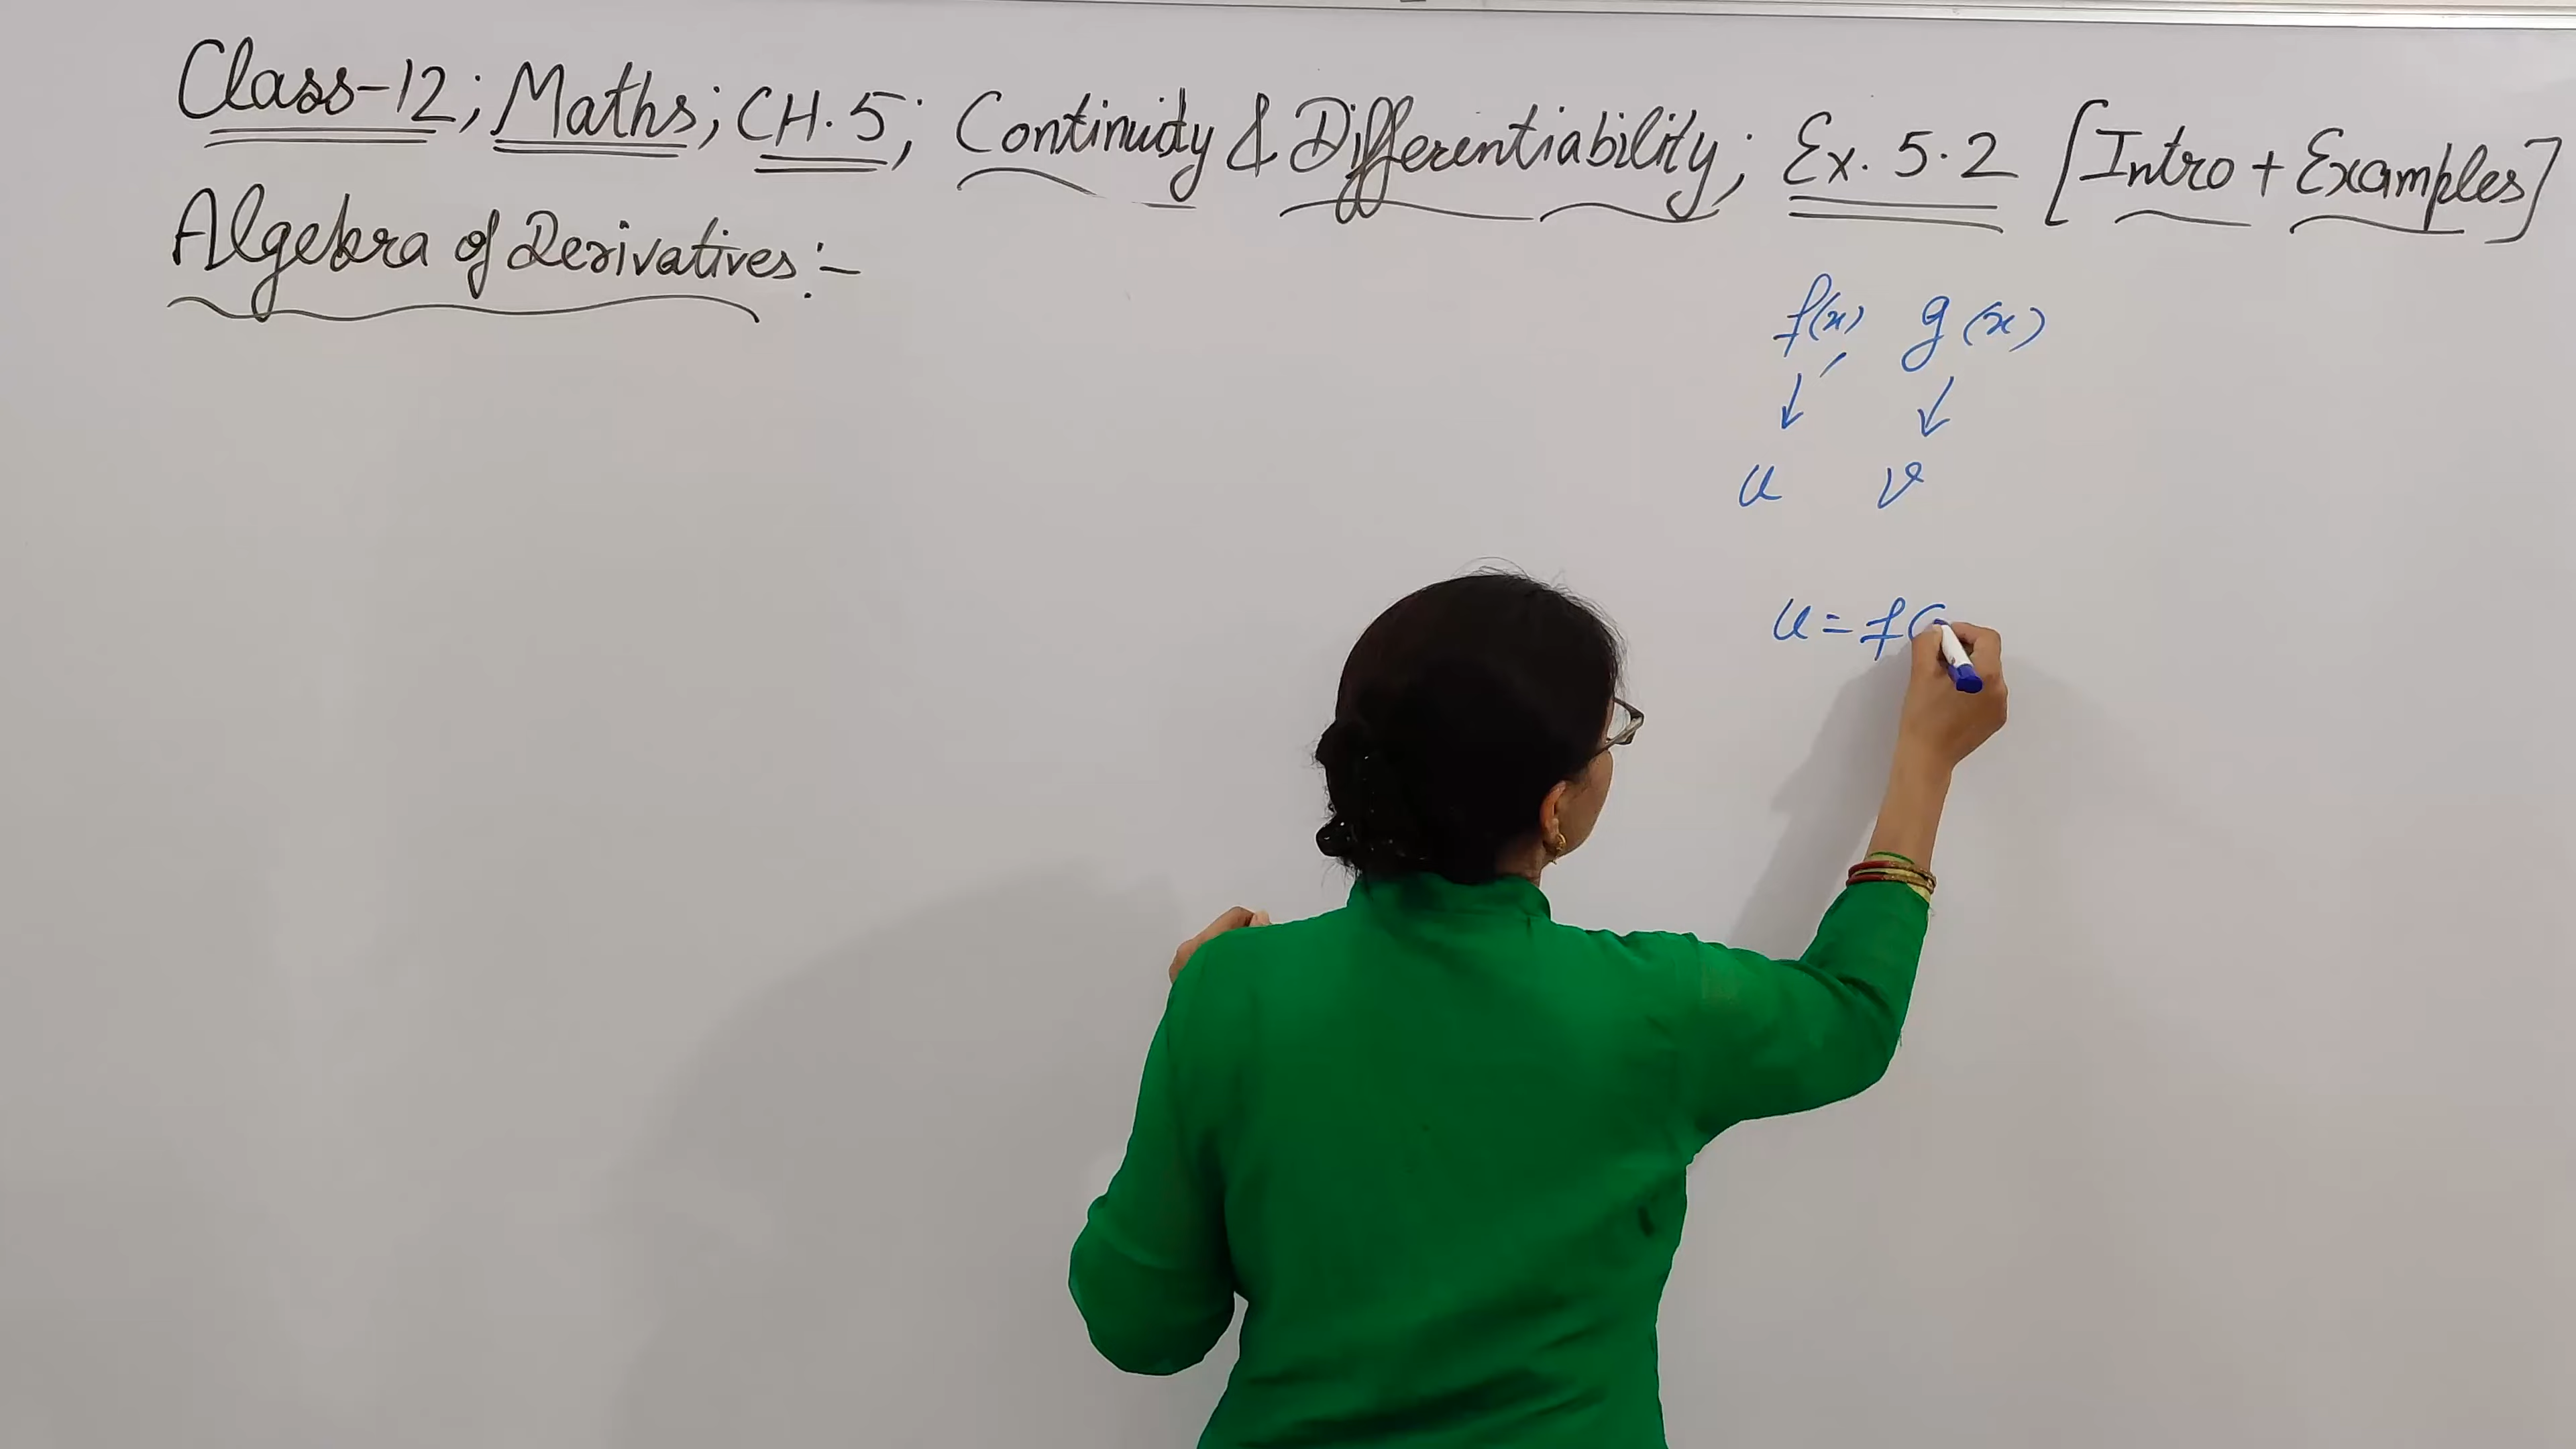 Class-12; Maths; CH. 5; Continuity & Differentiability; Ex. 5.2 [Intro + Examples]
Algebra of Derivatives:-
f(x) g(x)
↓ ↓
u v
u = f(